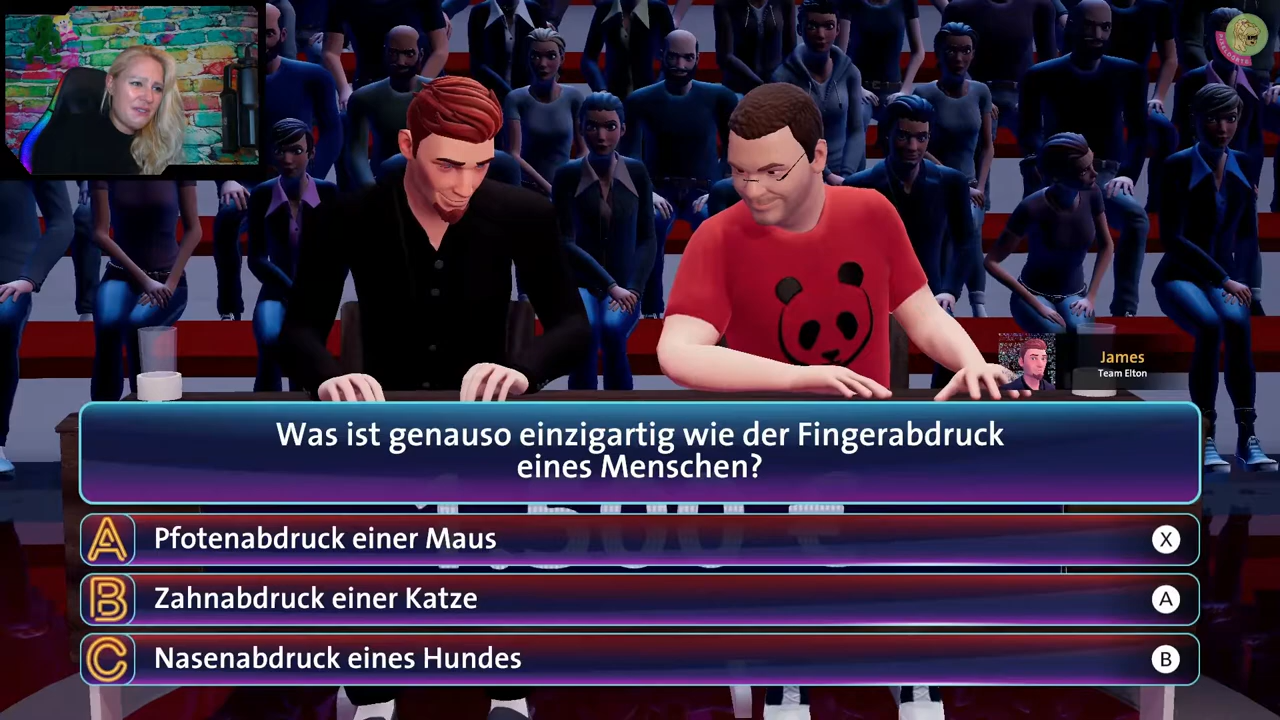 James
Team Elton
Was ist genauso einzigartig wie der Fingerabdruck
eines Menschen?
A Pfotenabdruck einer Maus X
B Zahnabdruck einer Katze A
C Nasenabdruck eines Hundes B